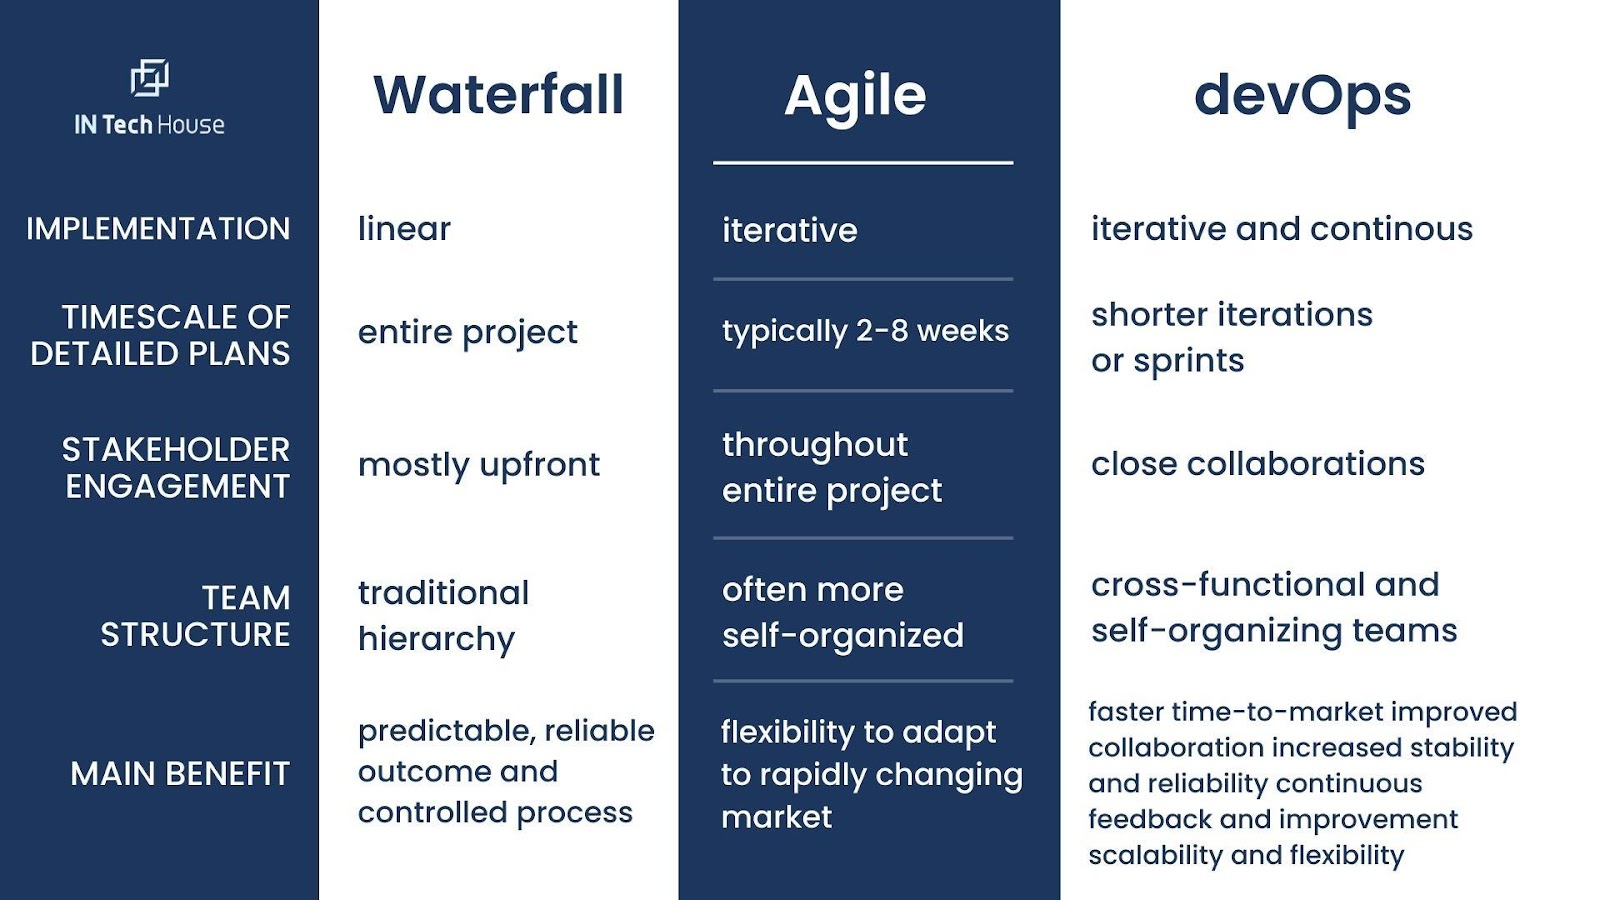 IN Tech House
Waterfall
Agile
devOps
IMPLEMENTATION
linear
iterative
iterative and continous
TIMESCALE OF
DETAILED PLANS
entire project
typically 2-8 weeks
shorter iterations
or sprints
STAKEHOLDER
ENGAGEMENT
mostly upfront
throughout
entire project
close collaborations
TEAM
STRUCTURE
traditional
hierarchy
often more
self-organized
cross-functional and
self-organizing teams
MAIN BENEFIT
predictable, reliable
outcome and
controlled process
flexibility to adapt
to rapidly changing
market
faster time-to-market improved
collaboration increased stability
and reliability continuous
feedback and improvement
scalability and flexibility